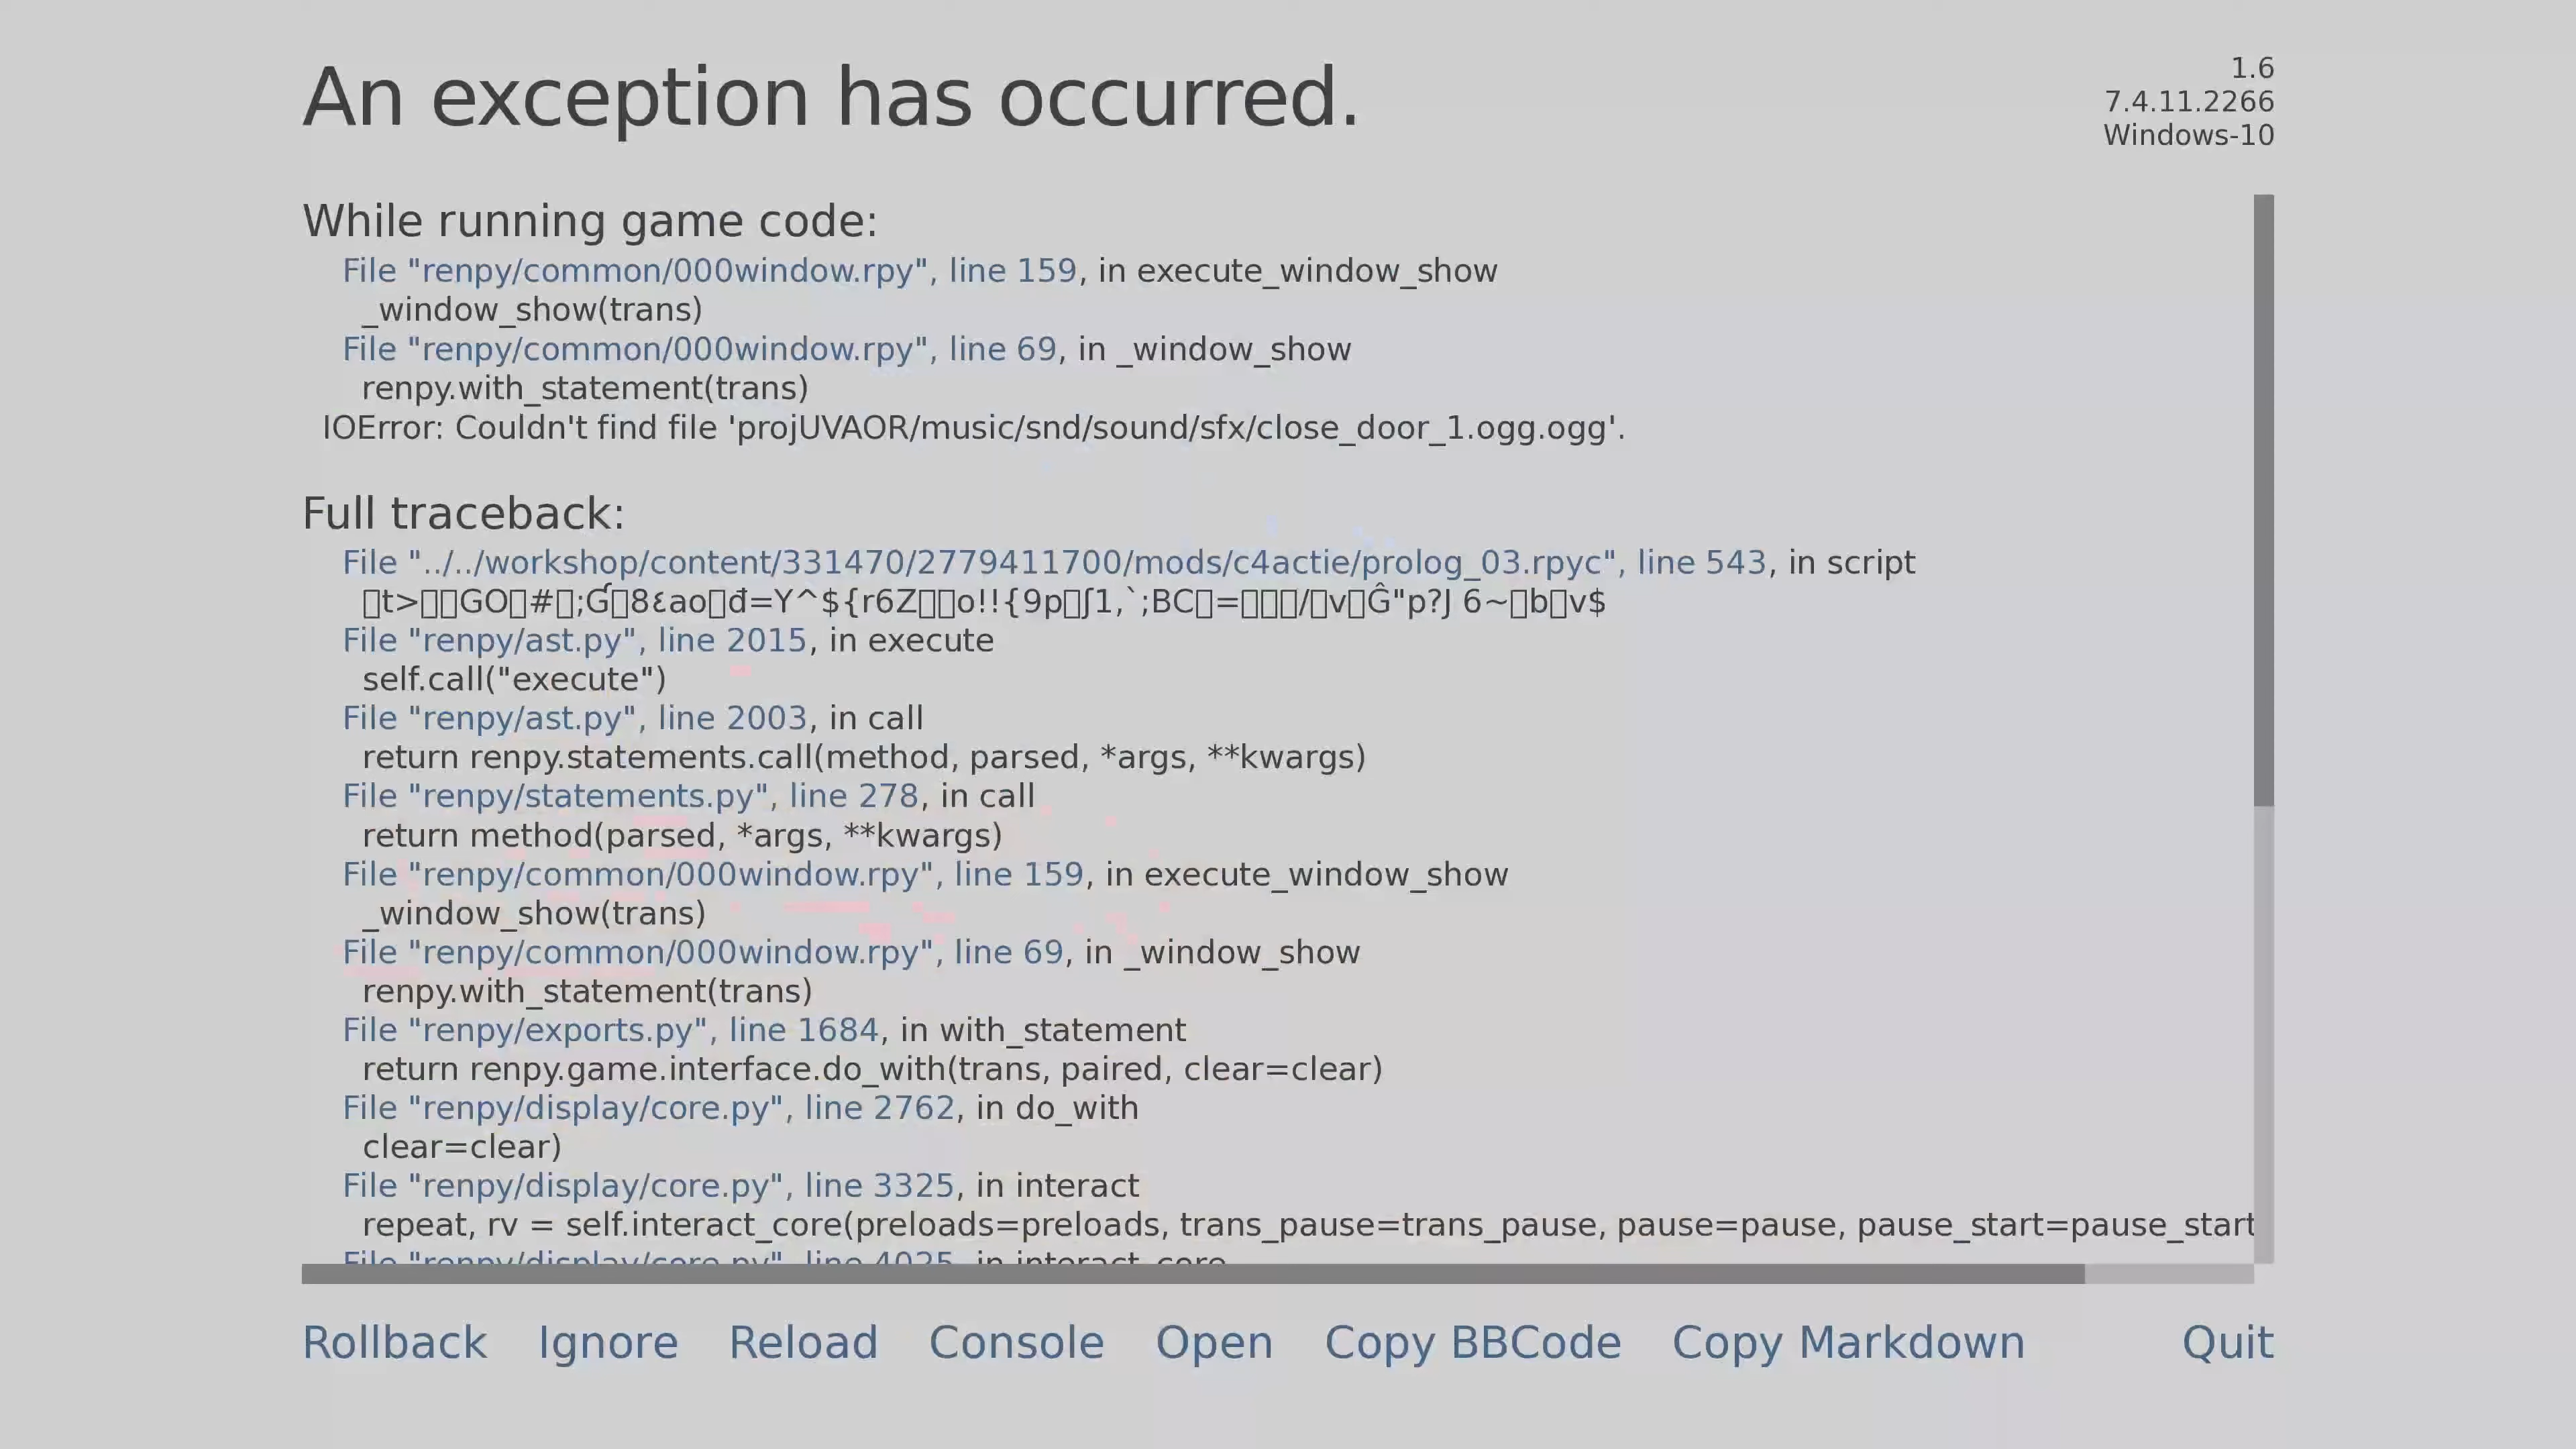 An exception has occurred.
1.6
7.4.11.2266
Windows-10
While running game code:
File "renpy/common/000window.rpy", line 159, in execute_window_show
_window_show(trans)
File "renpy/common/000window.rpy", line 69, in _window_show
renpy.with_statement(trans)
IOError: Couldn't find file 'projUVAOR/music/snd/sound/sfx/close_door_1.ogg.ogg'.
Full traceback:
File "../../workshop/content/331470/2779411700/mods/c4actie/prolog_03.rpyc", line 543, in script
File "renpy/ast.py", line 2015, in execute
self.call("execute")
File "renpy/ast.py", line 2003, in call
return renpy.statements.call(method, parsed, *args, **kwargs)
File "renpy/statements.py", line 278, in call
return method(parsed, *args, **kwargs)
File "renpy/common/000window.rpy", line 159, in execute_window_show
_window_show(trans)
File "renpy/common/000window.rpy", line 69, in _window_show
renpy.with_statement(trans)
File "renpy/exports.py", line 1684, in with_statement
return renpy.game.interface.do_with(trans, paired, clear=clear)
File "renpy/display/core.py", line 2762, in do_with
clear=clear)
File "renpy/display/core.py", line 3325, in interact
repeat, rv = self.interact_core(preloads=preloads, trans_pause=trans_pause, pause=pause, pause_start=pause_start
File "renpy/display/core.py", line 4025, in interact_core
Rollback Ignore Reload Console Open Copy BBCode Copy Markdown Quit